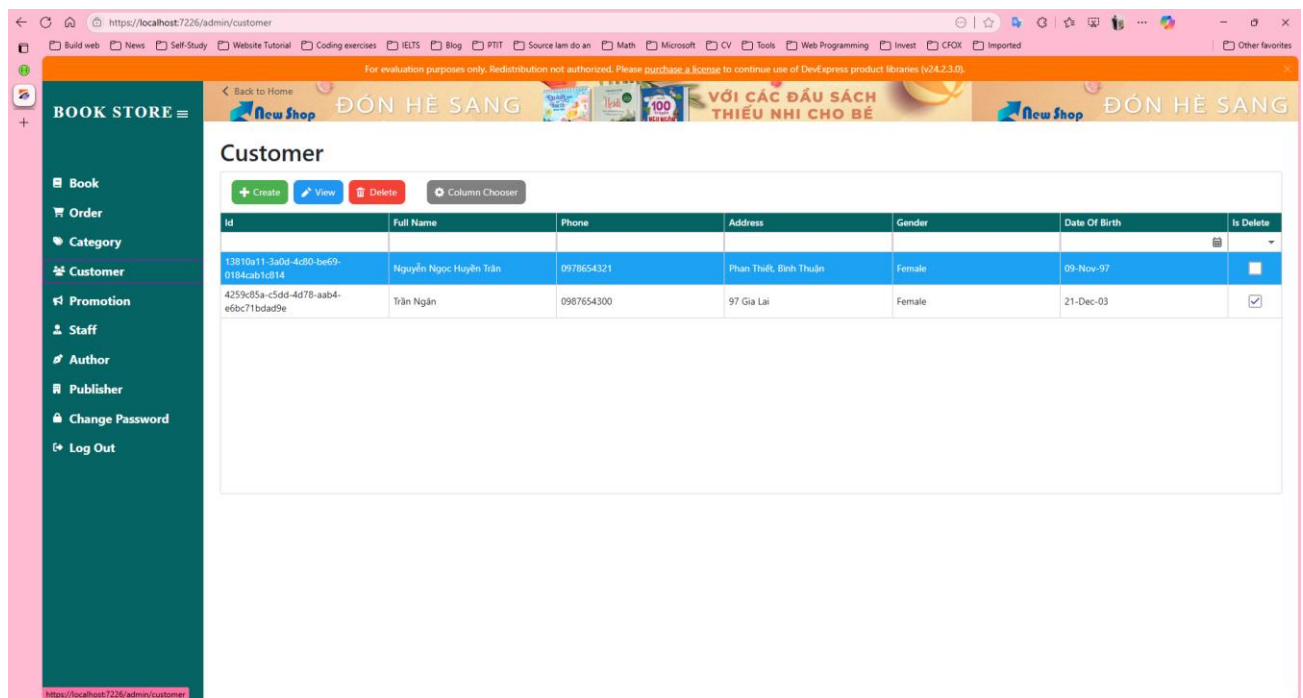 https://localhost:7226/admin/customer
Build web News Self-Study Website Tutorial Coding exercises IELTS Blog PTIT Source lam do an Math Microsoft CV Tools Web Programming Invest CFOX Imported Other favorites
For evaluation purposes only. Redistribution not authorized. Please purchase a license to continue use of DevExpress product libraries (v24.2.3.0).
BOOK STORE
Back to Home
New Shop ĐÓN HÈ SANG 100 VỚI CÁC ĐẦU SÁCH THIẾU NHI CHO BÉ New Shop ĐÓN HÈ SANG
Customer
Create View Delete Column Chooser
Id Full Name Phone Address Gender Date Of Birth Is Delete
13810a11-3a0d-4c80-be69-0184cab1c814 Nguyễn Ngọc Huyền Trân 0978654321 Phan Thiết, Bình Thuận Female 09-Nov-97
4259c85a-c5dd-4d78-aab4-e6bc71bdad9e Trần Ngân 0987654300 97 Gia Lai Female 21-Dec-03
Book
Order
Category
Customer
Promotion
Staff
Author
Publisher
Change Password
Log Out
https://localhost:7226/admin/customer